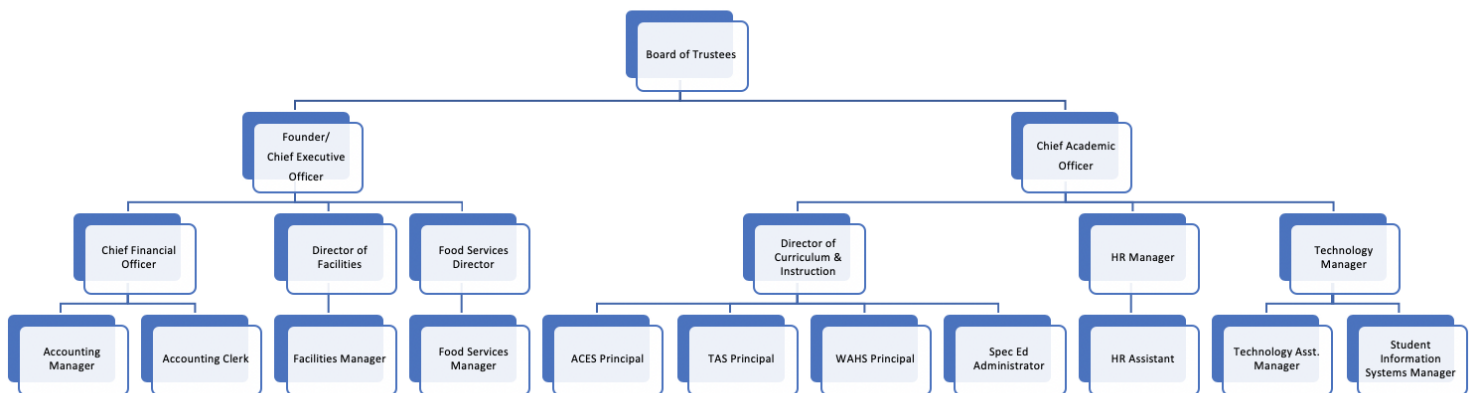 Board of Trustees
Founder/
Chief Executive
Officer
Chief Academic
Officer
Chief Financial
Officer
Director of
Facilities
Food Services
Director
Director of
Curriculum &
Instruction
HR Manager
Technology
Manager
Accounting
Manager
Accounting Clerk
Facilities Manager
Food Services
Manager
ACES Principal
TAS Principal
WAHS Principal
Spec Ed
Administrator
HR Assistant
Technology Asst.
Manager
Student
Information
Systems Manager